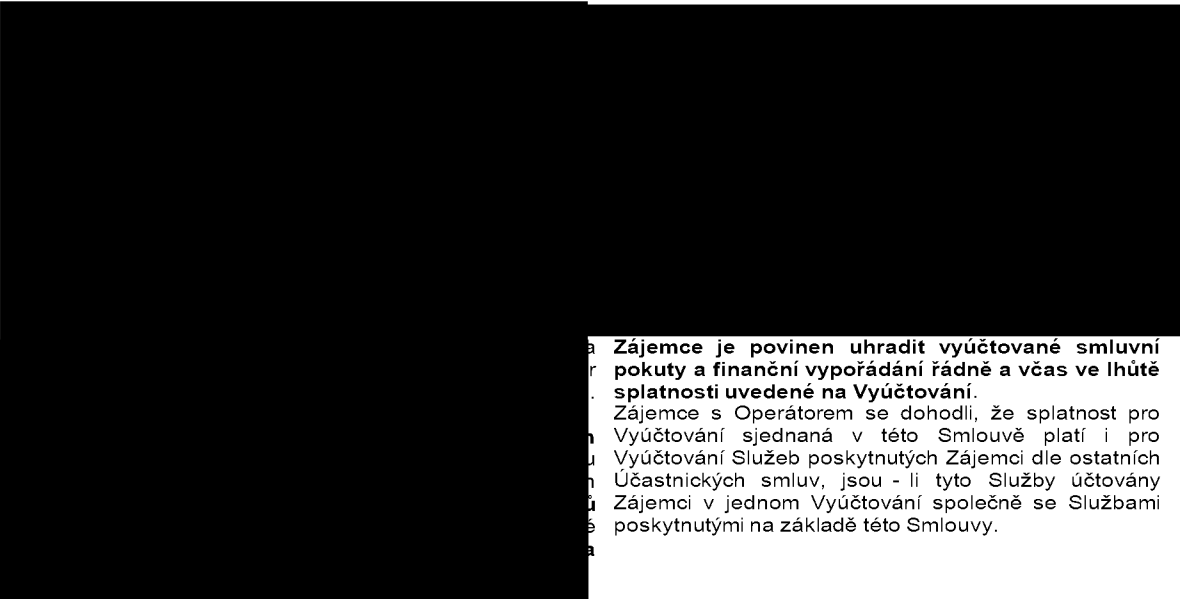 Zájemce je povinen uhradit vyúčtované smluvní
pokuty a finanční vypořádání řádně a včas ve lhůtě
splatnosti uvedené na Vyúčtování.
Zájemce s Operátorem se dohodli, že splatnost pro
Vyúčtování sjednaná v této Smlouvě platí i pro
Vyúčtování Služeb poskytnutých Zájemci dle ostatních
Účastnických smluv, jsou - li tyto Služby účtovány
Zájemci v jednom Vyúčtování společně se Službami
poskytnutými na základě této Smlouvy.